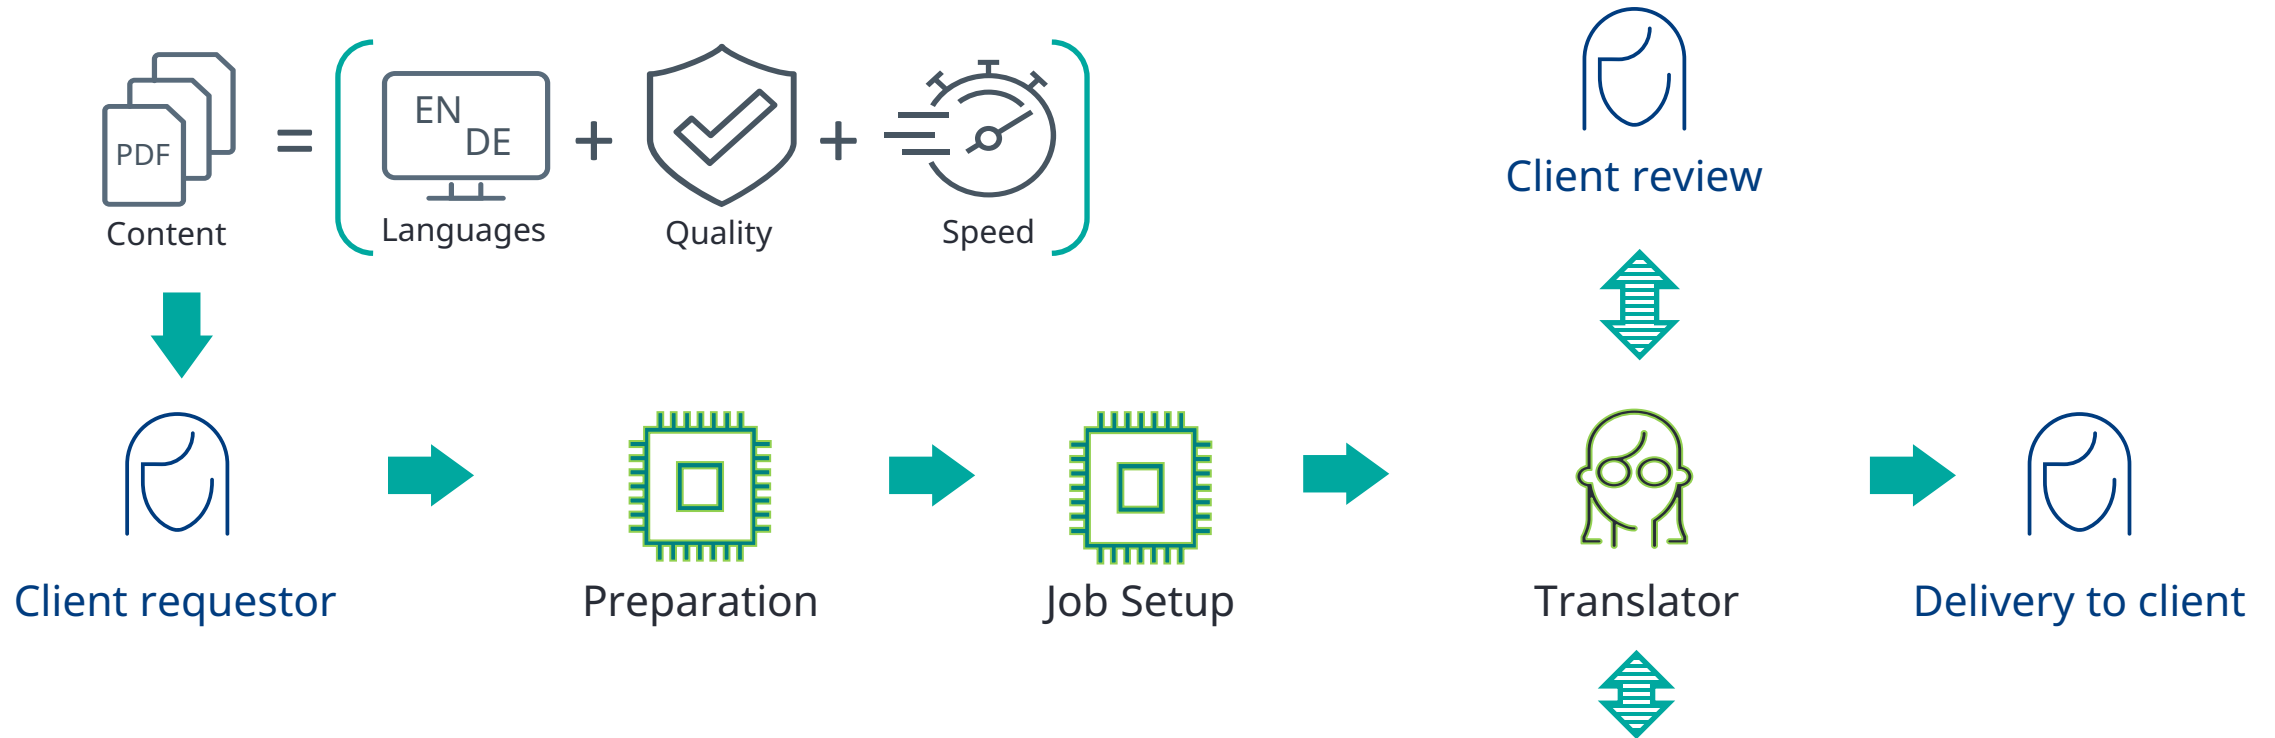 PDF
=
EN
DE
+
+
Content
Languages
Quality
Speed
Client review
Client requestor
Preparation
Job Setup
Translator
Delivery to client